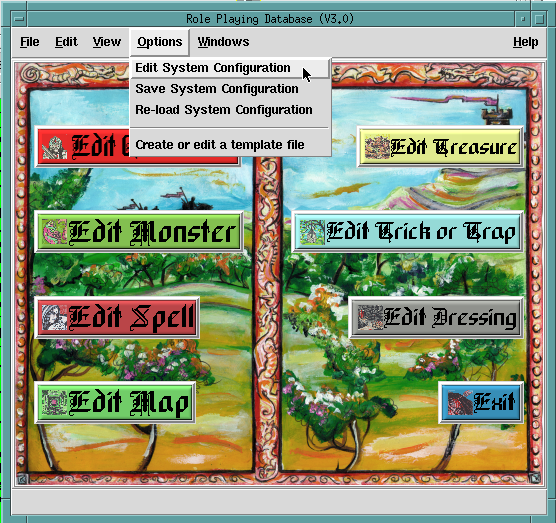 Role Playing Database (V3.0)
File Edit View Options Windows Help
Edit System Configuration
Save System Configuration
Re-load System Configuration
Create or edit a template file
Edit
Edit Treasure
Edit Monster
Edit Trick or Trap
Edit Spell
Edit Dressing
Edit Map
Exit